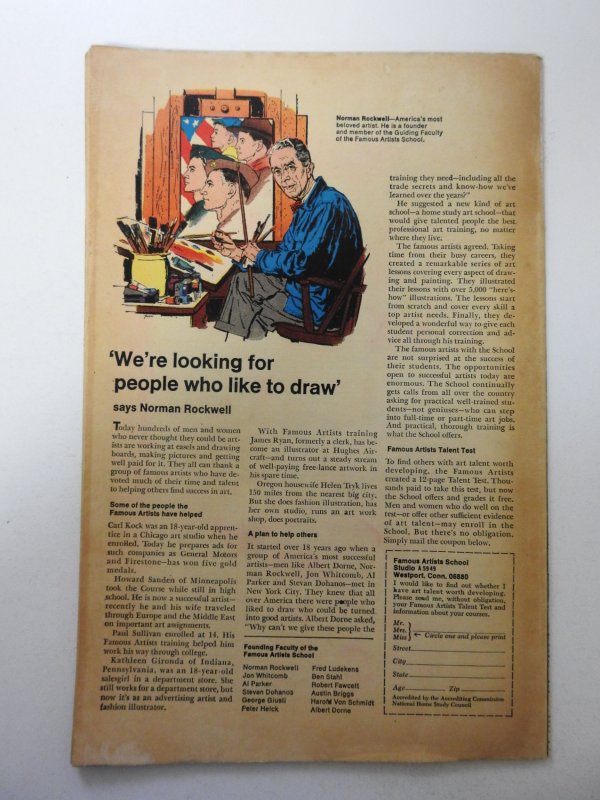 Norman Rockwell—America's most
beloved artist. He is a founder
and member of the Guiding Faculty
of the Famous Artists School.
'We're looking for
people who like to draw'
says Norman Rockwell
Today hundreds of men and women
who never thought they could be art-
ists are working at easels and drawing
boards, making pictures and getting
well paid for it. They all can thank a
group of famous artists who have de-
voted much of their time and talent
to helping others find success in art.
Some of the people the
Famous Artists have helped
Carl Kock was an 18-year-old appren-
tice in a Chicago art studio when he
enrolled. Today he prepares ads for
such companies as General Motors
and Firestone—has won five gold
medals.
Howard Sanden of Minneapolis
took the Course while still in high
school. He is now a successful artist—
recently he and his wife traveled
through Europe and the Middle East
on important art assignments.
Paul Sullivan enrolled at 14. His
Famous Artists training helped him
work his way through college.
Kathleen Gironda of Indiana,
Pennsylvania, was an 18-year-old
salesgirl in a department store. She
still works for a department store, but
now it's as an advertising artist and
fashion illustrator.
With Famous Artists training
James Ryan, formerly a clerk, has be-
come an illustrator at Hughes Air-
craft—and turns out a steady stream
of well-paying free-lance artwork in
his spare time.
Oregon housewife Helen Tryk lives
150 miles from the nearest big city.
But she does fashion illustration, has
her own studio, runs an art work
shop, does portraits.
A plan to help others
It started over 18 years ago when a
group of America's most successful
artists—men like Albert Dorne, Nor-
man Rockwell, Jon Whitcomb, Al
Parker and Stevan Dohanos—met in
New York City. They knew that all
over America there were people who
liked to draw who could be turned
into good artists. Albert Dorne asked,
"Why can't we give these people the
Founding Faculty of the
Famous Artists School
Norman Rockwell
Jon Whitcomb
Al Parker
Stevan Dohanos
George Giusti
Peter Helck
Fred Ludekens
Ben Stahl
Robert Fawcett
Austin Briggs
Harold Von Schmidt
Albert Dorne
training they need—including all the
trade secrets and know-how we've
learned over the years?"
He suggested a new kind of art
school—a home study art school—that
would give talented people the best
professional art training, no matter
where they live.
The famous artists agreed. Taking
time from their busy careers, they
created a remarkable series of art
lessons covering every aspect of draw-
ing and painting. They illustrated
their lessons with over 5,000 "here's-
how" illustrations. The lessons start
from scratch and cover every skill a
top artist needs. Finally, they de-
veloped a wonderful way to give each
student personal correction and ad-
vice all through his training.
The famous artists with the School
are not surprised at the success of
their students. The opportunities
open to successful artists today are
enormous. The School continually
gets calls from all over the country
asking for practical well-trained stu-
dents—not geniuses—who can step
into full-time or part-time art jobs.
And practical, thorough training is
what the School offers.
Famous Artists Talent Test
To find others with art talent worth
developing, the Famous Artists
created a 12-page Talent Test. Thou-
sands paid to take this test, but now
the School offers and grades it free.
Men and women who do well on the
test—or offer other sufficient evidence
of art talent—may enroll in the
School. But there's no obligation.
Simply mail the coupon below.
Famous Artists School
Studio A 5949
Westport, Conn. 06880
I would like to find out whether I
have art talent worth developing.
Please send me, without obligation,
your Famous Artists Talent Test and
information about your courses.
Mr.
Mrs. ← Circle one and please print
Miss
Street
City
State
Age Zip
Accredited by the Accrediting Commission
National Home Study Council